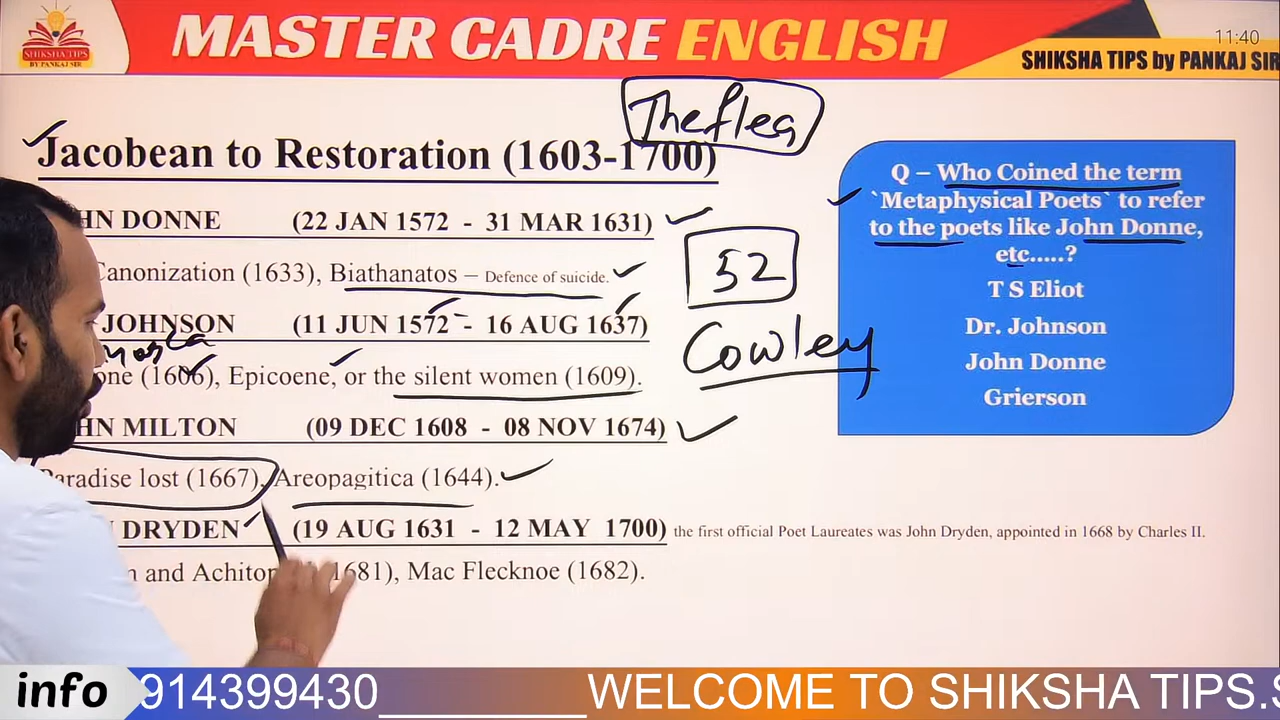 SHIKSHA TIPS
BY PANKAJ SIR
MASTER CADRE ENGLISH
11:40
SHIKSHA TIPS by PANKAJ SIR
The flea
Jacobean to Restoration (1603-1700)
HN DONNE (22 JAN 1572 - 31 MAR 1631)
Canonization (1633), Biathanatos – Defence of suicide.
52
JOHNSON (11 JUN 1572 - 16 AUG 1637)
Mosca
Cowley
one (1606), Epicoene, or the silent women (1609).
HN MILTON (09 DEC 1608 - 08 NOV 1674)
Paradise lost (1667), Areopagitica (1644).
DRYDEN (19 AUG 1631 - 12 MAY 1700) the first official Poet Laureates was John Dryden, appointed in 1668 by Charles II.
and Achitop 1681), Mac Flecknoe (1682).
Q – Who Coined the term
`Metaphysical Poets` to refer
to the poets like John Donne,
etc.....?
T S Eliot
Dr. Johnson
John Donne
Grierson
info 914399430________WELCOME TO SHIKSHA TIPS.S